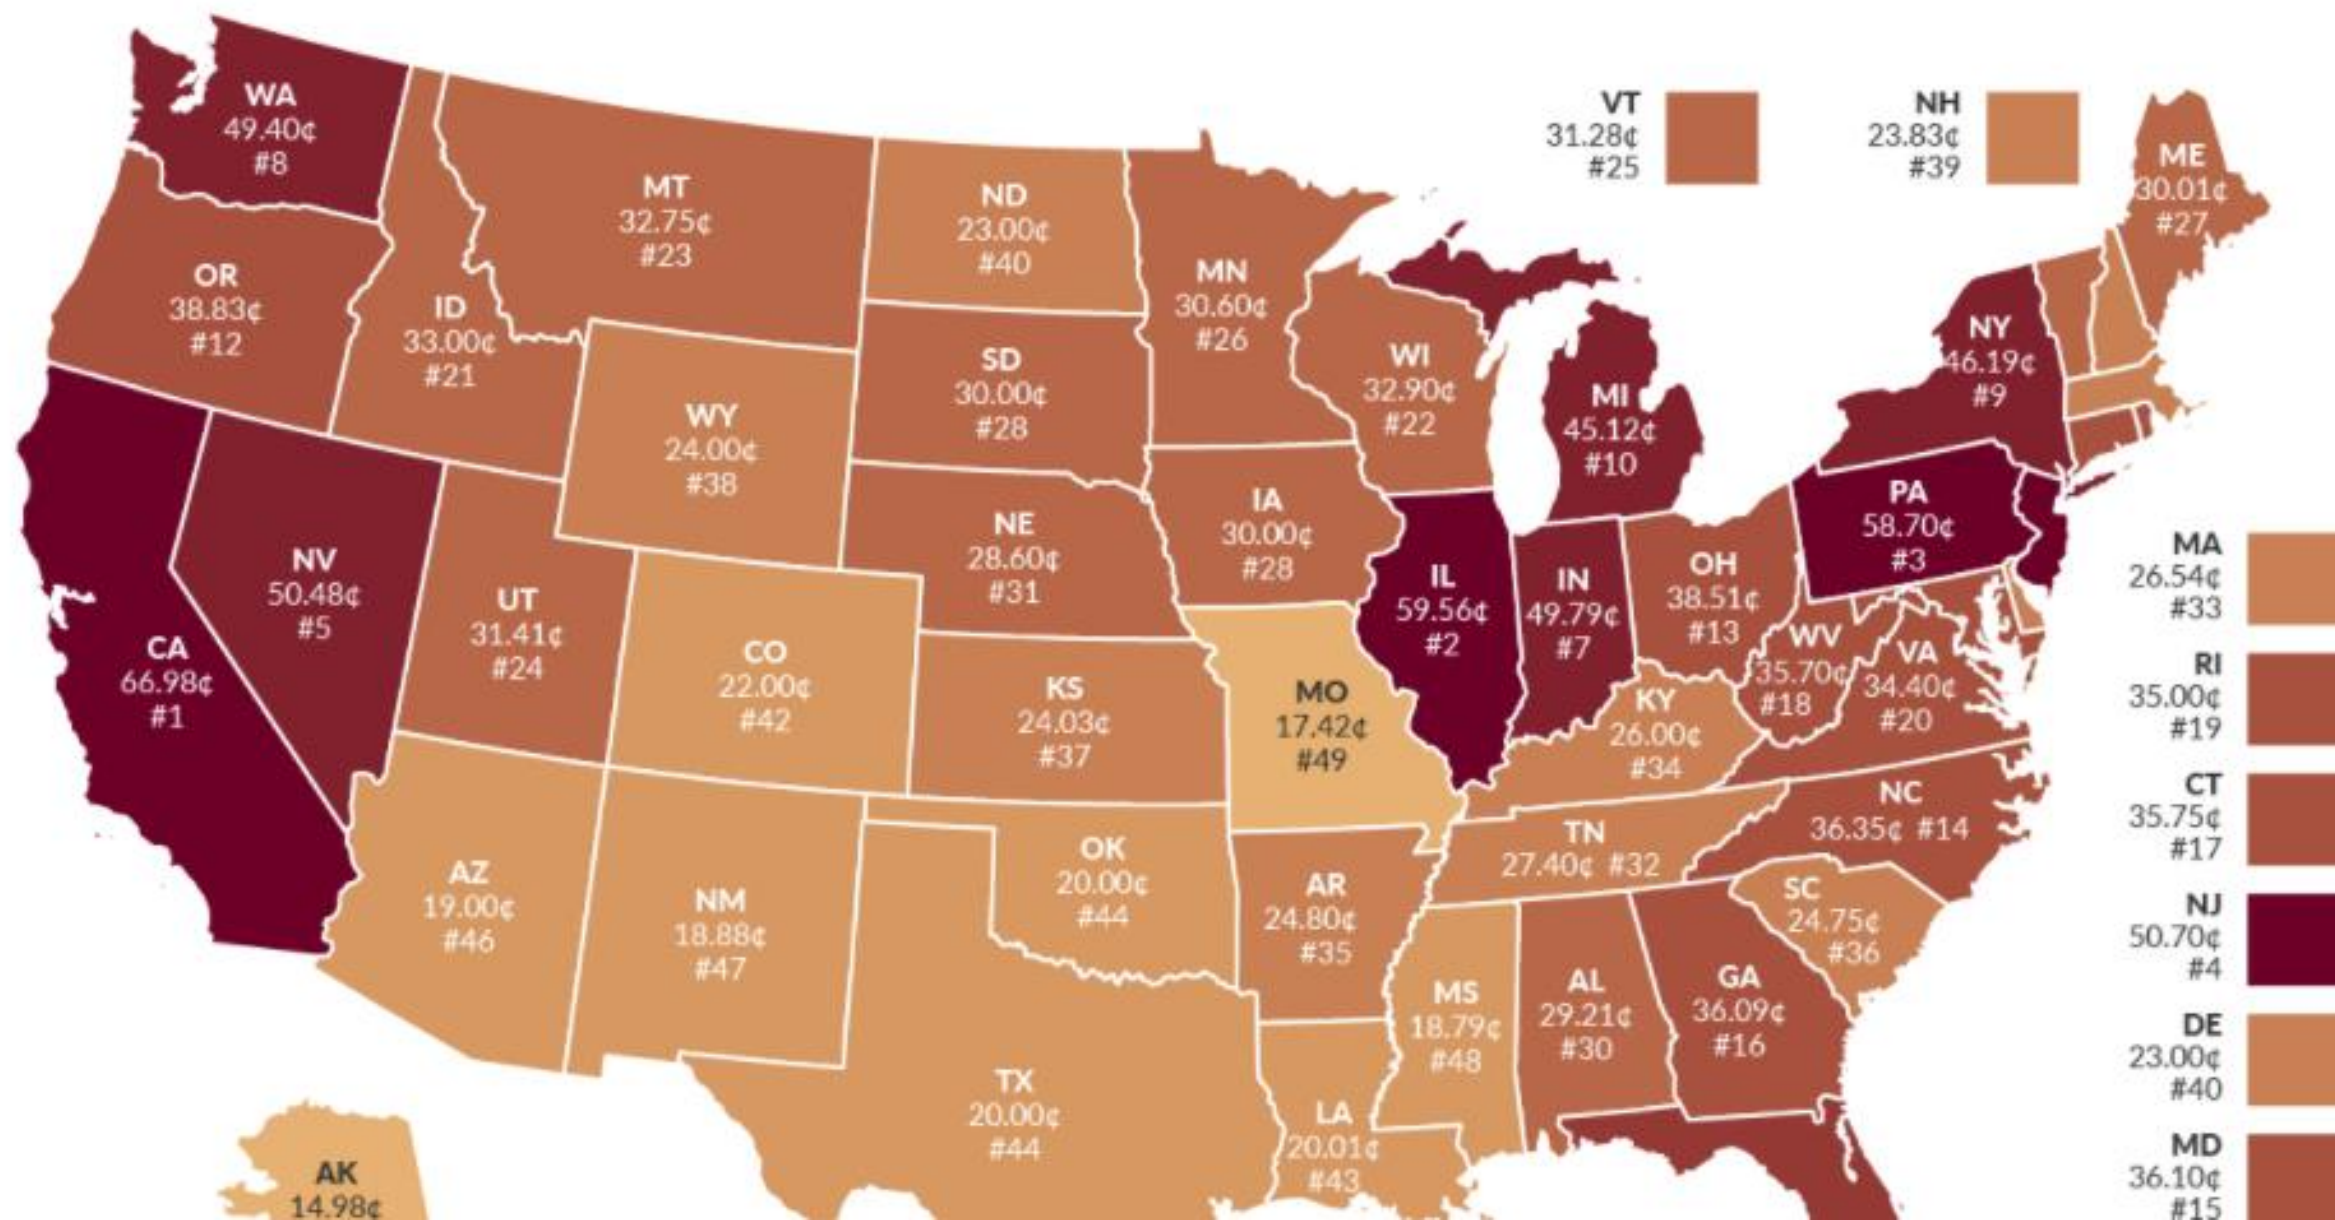 WA
49.40¢
#8
OR
38.83¢
#12
CA
66.98¢
#1
NV
50.48¢
#5
ID
33.00¢
#21
MT
32.75¢
#23
WY
24.00¢
#38
UT
31.41¢
#24
CO
22.00¢
#42
AZ
19.00¢
#46
NM
18.88¢
#47
ND
23.00¢
#40
SD
30.00¢
#28
NE
28.60¢
#31
KS
24.03¢
#37
OK
20.00¢
#44
TX
20.00¢
#44
MN
30.60¢
#26
IA
30.00¢
#28
MO
17.42¢
#49
AR
24.80¢
#35
LA
20.01¢
#43
WI
32.90¢
#22
IL
59.56¢
#2
MI
45.12¢
#10
IN
49.79¢
#7
OH
38.51¢
#13
KY
26.00¢
#34
TN
27.40¢ #32
MS
18.79¢
#48
AL
29.21¢
#30
GA
36.09¢
#16
SC
24.75¢
#36
NC
36.35¢ #14
WV
35.70¢
#18
VA
34.40¢
#20
PA
58.70¢
#3
NY
46.19¢
#9
ME
30.01¢
#27
VT
31.28¢
#25
NH
23.83¢
#39
MA
26.54¢
#33
RI
35.00¢
#19
CT
35.75¢
#17
NJ
50.70¢
#4
DE
23.00¢
#40
MD
36.10¢
#15
AK
14.98¢